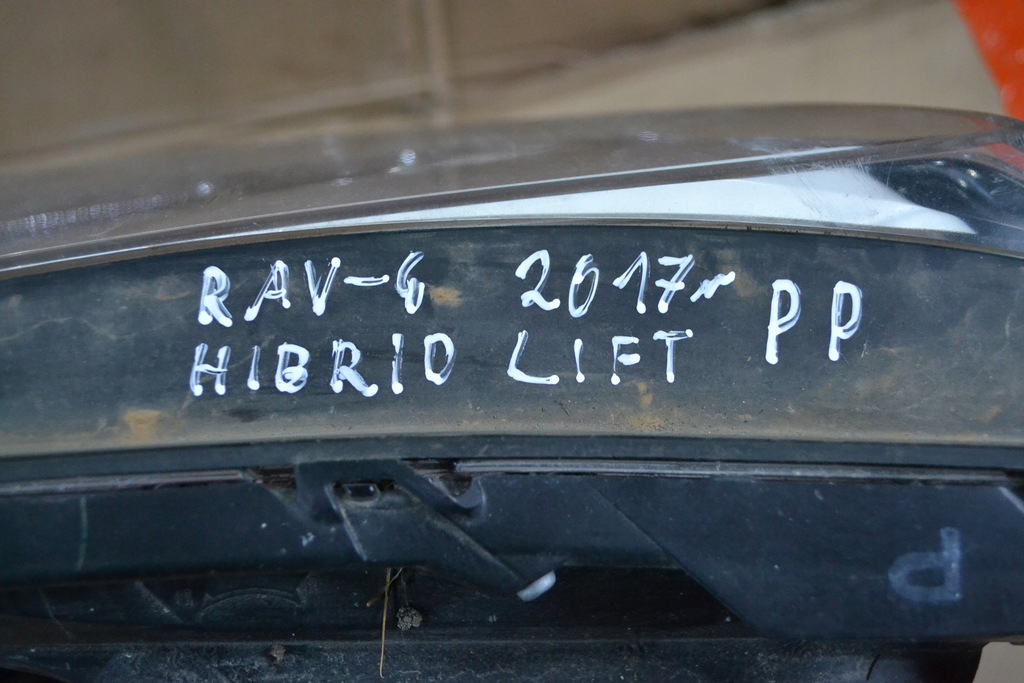 RAV-4 2017r PP
HIBRID LIFT
d